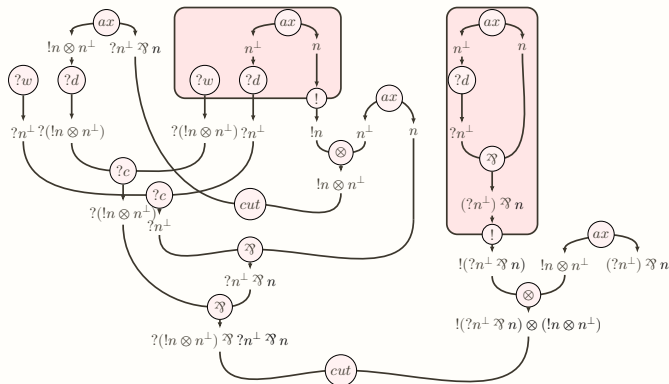 ax ax ax
!n ⊗ n⊥ ?n⊥ ⅋ n n⊥ n n⊥ n
?w ?d ?w ?d ?d
! ax
?n⊥ ?(!n ⊗ n⊥) ?(!n ⊗ n⊥) ?n⊥ !n n⊥ n ?n⊥
⊗ ⅋
?c
!n ⊗ n⊥
?c cut (?n⊥) ⅋ n
?(!n ⊗ n⊥)
?n⊥
! ax
⅋
!(?n⊥ ⅋ n) !n ⊗ n⊥ (?n⊥) ⅋ n
?n⊥ ⅋ n
⊗
⅋
!(?n⊥ ⅋ n) ⊗ (!n ⊗ n⊥)
?(!n ⊗ n⊥) ⅋ ?n⊥ ⅋ n
cut